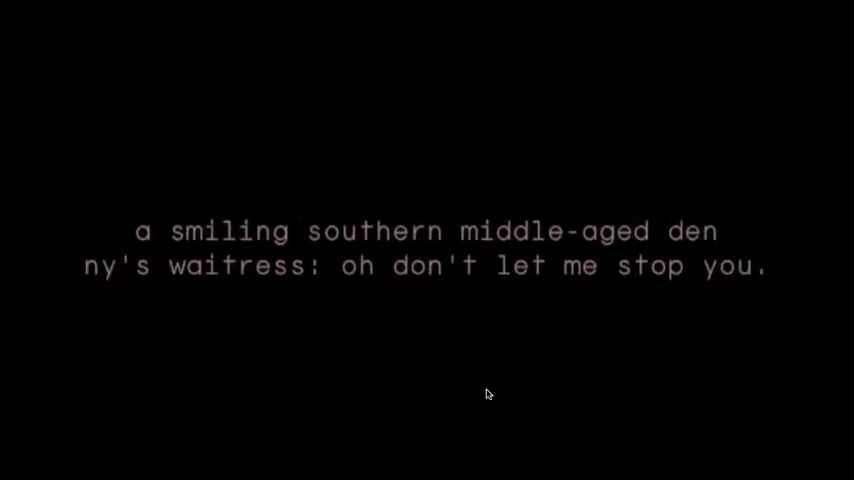 a smiling southern middle-aged den
ny's waitress: oh don't let me stop you.